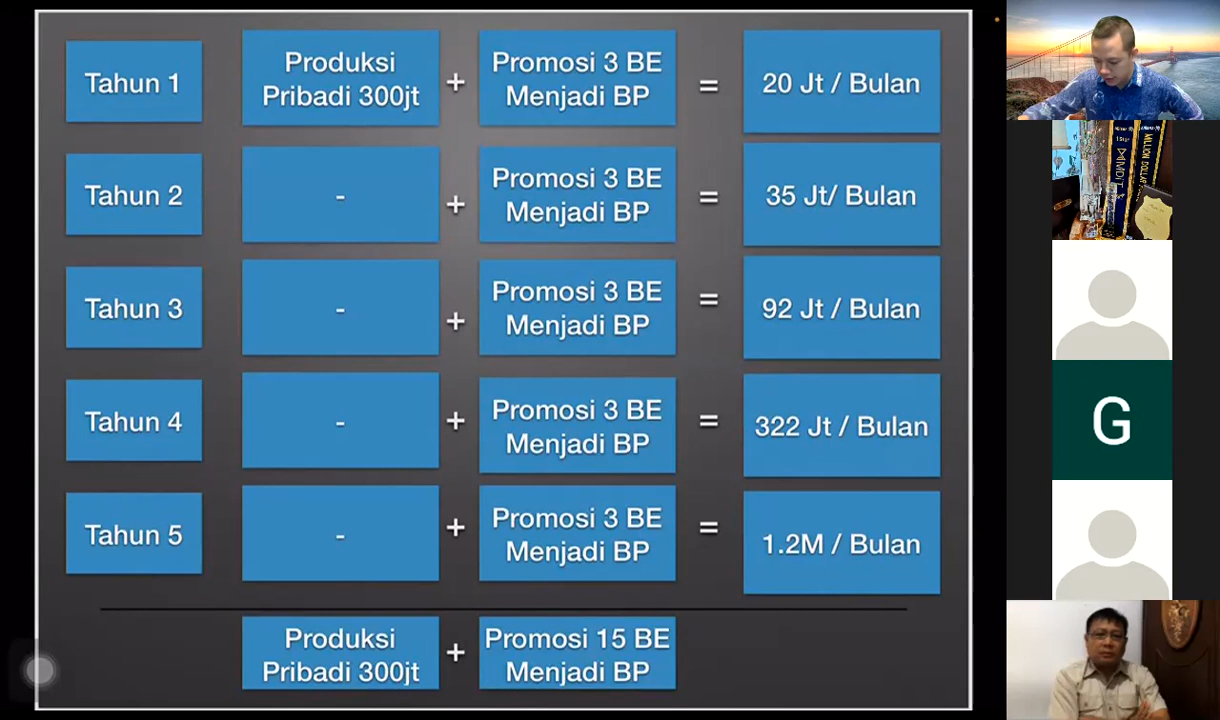 Tahun 1
Produksi
Pribadi 300jt
+
Promosi 3 BE
Menjadi BP
=
20 Jt / Bulan
Tahun 2
-
+
Promosi 3 BE
Menjadi BP
=
35 Jt/ Bulan
Tahun 3
-
+
Promosi 3 BE
Menjadi BP
=
92 Jt / Bulan
Tahun 4
-
+
Promosi 3 BE
Menjadi BP
=
322 Jt / Bulan
Tahun 5
-
+
Promosi 3 BE
Menjadi BP
=
1.2M / Bulan
Produksi
Pribadi 300jt
+
Promosi 15 BE
Menjadi BP
MDRT
MILLION DOLLAR
G